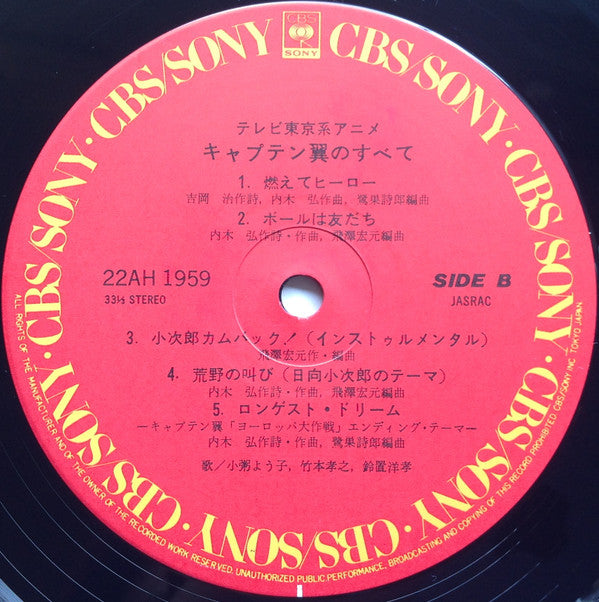 CBS
SONY
CBS/SONY · CBS/SONY · CBS/SONY · CBS/SONY · CBS/SONY · CBS/SONY · CBS/SONY
テレビ東京系アニメ
キャプテン翼のすべて
1. 燃えてヒーロー
吉岡 治作詩, 内木 弘作曲, 鷺巣詩郎編曲
2. ボールは友だち
内木 弘作詩・作曲, 飛澤宏元編曲
22AH 1959
SIDE B
33⅓ STEREO
JASRAC
3. 小次郎カムバック!(インストゥルメンタル)
飛澤宏元作・編曲
4. 荒野の叫び(日向小次郎のテーマ)
内木 弘作詩・作曲, 飛澤宏元編曲
5. ロンゲスト・ドリーム
—キャプテン翼「ヨーロッパ大作戦」エンディング・テーマ—
内木 弘作詩・作曲, 鷺巣詩郎編曲
歌/小粥よう子, 竹本孝之, 鈴置洋孝
ALL RIGHTS OF THE MANUFACTURER AND OF THE OWNER OF THE RECORDED WORK RESERVED. UNAUTHORIZED PUBLIC PERFORMANCE, BROADCASTING AND COPYING OF THIS RECORD PROHIBITED CBS/SONY INC. TOKYO JAPAN.